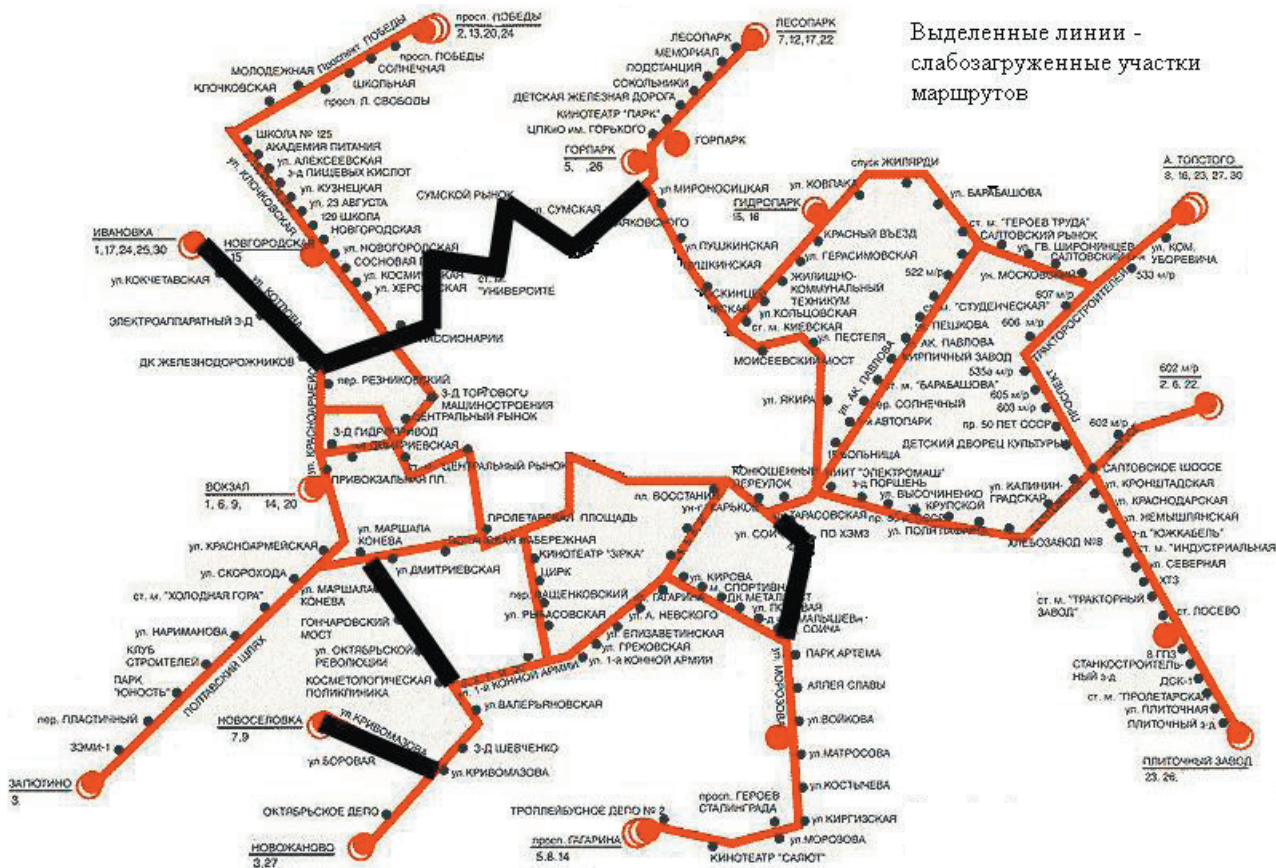 Выделенные линии -
слабозагруженные участки
маршрутов
просп. ПОБЕДЫ
2,13,20,24
Проспект ПОБЕДЫ
просп. ПОБЕДЫ
СОЛНЕЧНАЯ
МОЛОДЕЖНАЯ
ШКОЛЬНАЯ
КЛОЧКОВСКАЯ
просп. Л. СВОБОДЫ
ШКОЛА № 125
АКАДЕМИЯ ПИТАНИЯ
ул. АЛЕКСЕЕВСКАЯ
з-д ПИЩЕВЫХ КИСЛОТ
ул. КУЗНЕЦКАЯ
ул. 23 АВГУСТА
129 ШКОЛА
НОВГОРОДСКАЯ
ул. КЛОЧКОВСКАЯ
ул. НОВОГОРОДСКАЯ
СОСНОВАЯ
НОВГОРОДСКАЯ
15
ИВАНОВКА
1,17,24,25,30
ул. КОКЧЕТАВСКАЯ
ул. КОТЛОВА
ЭЛЕКТРОАППАРАТНЫЙ З-Д
ДК ЖЕЛЕЗНОДОРОЖНИКОВ
пер. РЕЗНИКОВСКИЙ
З-Д ТОРГОВОГО
МАШИНОСТРОЕНИЯ
ЦЕНТРАЛЬНЫЙ РЫНОК
З-Д ГИДРОПРИВОД
ПРИВОКЗАЛЬНАЯ ПЛ.
ЦЕНТРАЛЬНЫЙ РЫНОК
ВОКЗАЛ
1, 6, 9, 14, 20
ЛЕСОПАРК
7,12,17,22
ЛЕСОПАРК
МЕМОРИАЛ
ПОДСТАНЦИЯ
СОКОЛЬНИКИ
ДЕТСКАЯ ЖЕЛЕЗНАЯ ДОРОГА
КИНОТЕАТР "ПАРК"
ЦПКиО им. ГОРЬКОГО
ГОРПАРК
ГОРПАРК
5, ,26
СУМСКОЙ РЫНОК
ул. СУМСКАЯ
ул МИРОНОСИЦКАЯ
ст. м.
ул.ПУШКИНСКАЯ
ГИДРОПАРК
15, 16
спуск ЖИЛЯРДИ
ул. КОВПАКА
ул. БАРАБАШОВА
КРАСНЫЙ ВЪЕЗД
ул. ГЕРАСИМОВСКАЯ
ЖИЛИЩНО-
КОММУНАЛЬНЫЙ
ТЕХНИКУМ
ул.КОЛЬЦОВСКАЯ
ст. м. КИЕВСКАЯ
ул. ПЕСТЕЛЯ
МОИСЕЕВСКИЙ МОСТ
ул. ЯКИРА
А. ТОЛСТОГО
8, 16, 23, 27, 30
ст. м. "ГЕРОЕВ ТРУДА"
САЛТОВСКИЙ РЫНОК
ул. ГВ. ШИРОНИНЦЕВ
ул. КОМ.
УБОРЕВИЧА
533 м/р
522 м/р
607 м/р
ст. м. "СТУДЕНЧЕСКАЯ"
606 м/р
ул. ПЕШКОВА
АК. ПАВЛОВА
КИРПИЧНЫЙ ЗАВОД
535а м/р
ул. АК. ПАВЛОВА
ст. м "БАРАБАШОВА"
605 м/р
пер. СОЛНЕЧНЫЙ
603 м/р
АВТОПАРК
пр. 50 ЛЕТ СССР
ДЕТСКИЙ ДВОРЕЦ КУЛЬТУРЫ
ПРОСПЕКТ
ТРАКТОРОСТРОИТЕЛЕЙ
602 м/р
2. 6. 22.
602 м/р
САЛТОВСКОЕ ШОССЕ
ул. КРОНШТАДСКАЯ
ул. КРАСНОДАРСКАЯ
ул. НЕМЫШЛЯНСКАЯ
з-д "ЮЖКАБЕЛЬ"
ст. м. "ИНДУСТРИАЛЬНАЯ
ул. СЕВЕРНАЯ
ХТЗ
ст. м. "ТРАКТОРНЫЙ
ЗАВОД"
ст. ЛОСЕВО
8 ГПЗ
СТАНКОСТРОИТЕЛЬ-
НЫЙ з-д
ДСК-1
ст. м. "ПРОЛЕТАРСКАЯ
ул. ПЛИТОЧНАЯ
ПЛИТОЧНЫЙ з-д
ПЛИТОЧНЫЙ ЗАВОД
23. 26.
БОЛЬНИЦА
"ЭЛЕКТРОМАШ"
з-д ПОРШЕНЬ
ул. ВЫСОЧИНЕНКО
КРУПСКОЙ
ул. КАЛИНИН-
ГРАДСКАЯ
ХЛЕБОЗАВОД №8
КОНЮШЕННЫЙ
ПЕРЕУЛОК
ТАРАСОВСКАЯ
ПО ХЭМЗ
пл. ВОССТАНИЯ
ПРОЛЕТАРСКАЯ ПЛОЩАДЬ
ул. МАРШАЛА
КОНЕВА
ул. КРАСНОАРМЕЙСКАЯ
ул.ДМИТРИЕВСКАЯ
КИНОТЕАТР "ЗІРКА"
ЦИРК
ул. КИРОВА
ул. СКОРОХОДА
ст. м. "ХОЛОДНАЯ ГОРА"
ул. МАРШАЛА
КОНЕВА
ГОНЧАРОВСКИЙ
МОСТ
ул. А. НЕВСКОГО
ул. ЕЛИЗАВЕТИНСКАЯ
ул. ГРЕКОВСКАЯ
ул. 1-й КОННОЙ АРМИИ
ул. НАРИМАНОВА
ул. ОКТЯБРЬСКОЙ
РЕВОЛЮЦИИ
КЛУБ
СТРОИТЕЛЕЙ
КОСМЕТОЛОГИЧЕСКАЯ
ПОЛИКЛИНИКА
ул. 1-й КОННОЙ АРМИИ
ПАРК
"ЮНОСТЬ"
ПОЛТАВСКИЙ ШЛЯХ
пер. ПЛАСТИЧНЫЙ
ЗЭМИ-1
ЗАЛЮТИНО
3.
ул.ВАЛЕРЬЯНОВСКАЯ
НОВОСЕЛОВКА
7,9
ул.КРИВОМАЗОВА
ул.БОРОВАЯ
З-Д ШЕВЧЕНКО
ул.КРИВОМАЗОВА
ОКТЯБРЬСКОЕ ДЕПО
НОВОЖАНОВО
3,27
ПАРК АРТЕМА
АЛЛЕЯ СЛАВЫ
ул. МОРОЗОВА
ул. ВОЙКОВА
ул. МАТРОСОВА
ул.КОСТЫЧЕВА
ул КИРГИЗСКАЯ
ул.МОРОЗОВА
просп. ГЕРОЕВ
СТАЛИНГРАДА
ТРОЛЛЕЙБУСНОЕ ДЕПО № 2
просп. ГАГАРИНА
5.8.14
КИНОТЕАТР "САЛЮТ"